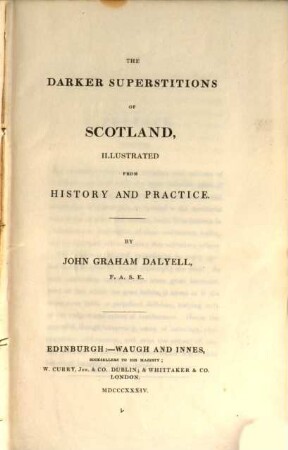 THE
DARKER SUPERSTITIONS
OF
SCOTLAND,
ILLUSTRATED
FROM
HISTORY AND PRACTICE.
BY
JOHN GRAHAM DALYELL,
F. A. S. E.
EDINBURGH:—WAUGH AND INNES,
BOOKSELLERS TO HIS MAJESTY;
W. CURRY, JUN. & CO. DUBLIN; & WHITTAKER & CO.
LONDON.
MDCCCXXXIV.